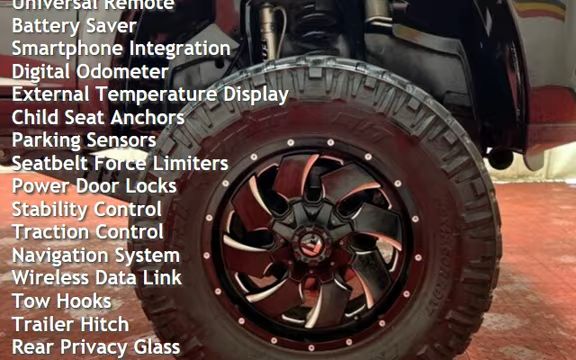 Universal Remote
Battery Saver
Smartphone Integration
Digital Odometer
External Temperature Display
Child Seat Anchors
Parking Sensors
Seatbelt Force Limiters
Power Door Locks
Stability Control
Traction Control
Navigation System
Wireless Data Link
Tow Hooks
Trailer Hitch
Rear Privacy Glass